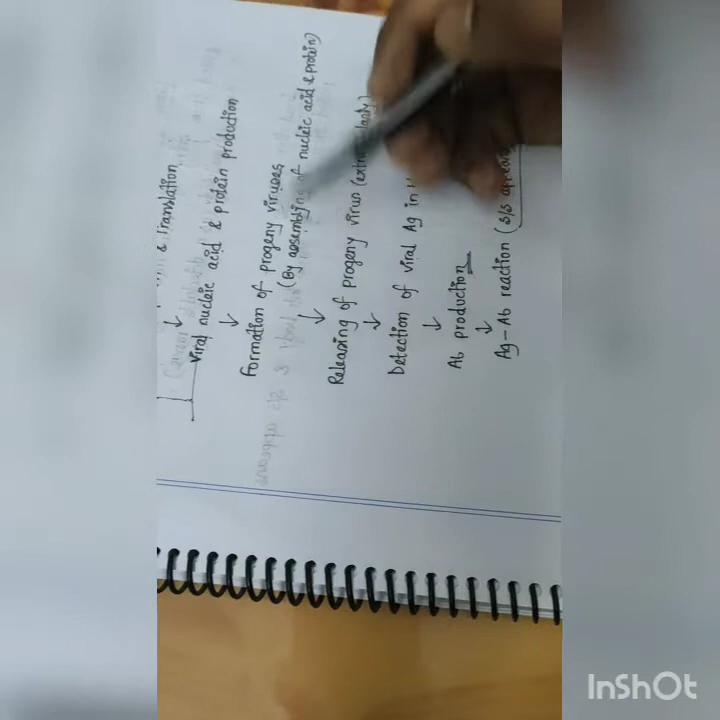 & Translation
↓
Viral nucleic acid & protein production
↓
Formation of progeny viruses
(By assembling of nucleic acid & protein)
↓
Releasing of progeny virus
↓
Detection of viral Ag in
↓
Ab production
↓
Ag-Ab reaction (S/S
InShOt